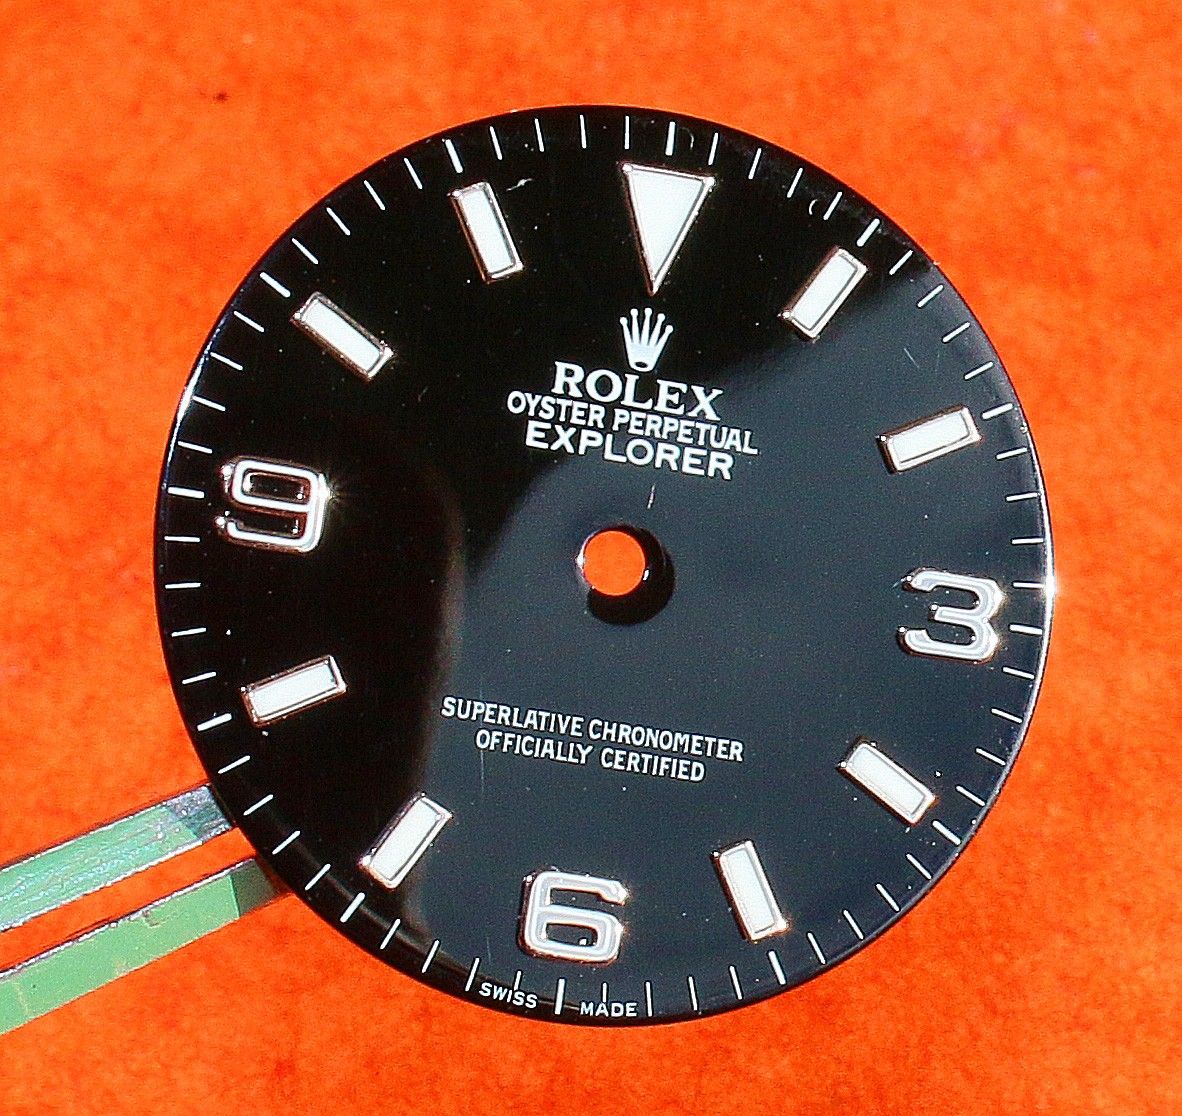 ROLEX
OYSTER PERPETUAL
EXPLORER
9
3
SUPERLATIVE CHRONOMETER
OFFICIALLY CERTIFIED
6
SWISS MADE